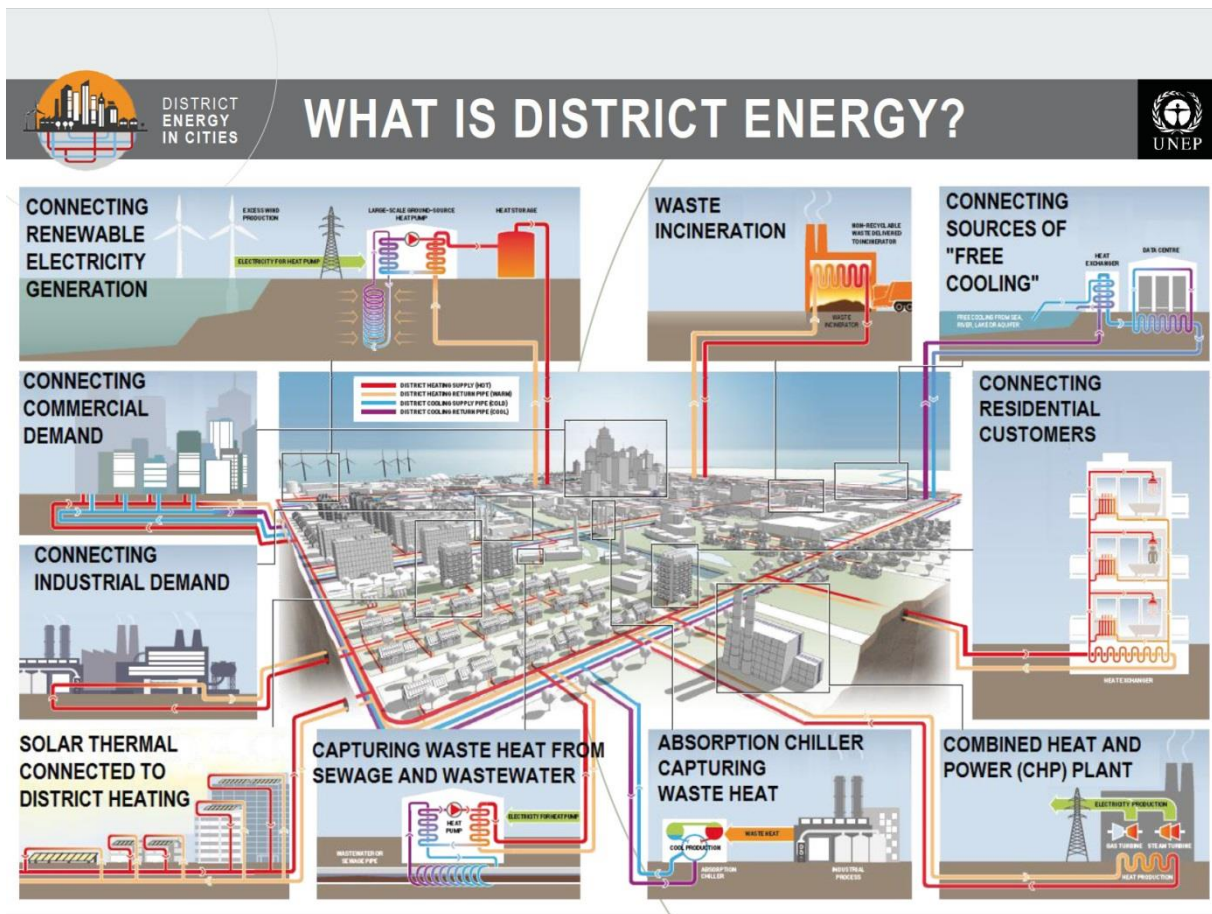 DISTRICT
ENERGY
IN CITIES
WHAT IS DISTRICT ENERGY?
UNEP
CONNECTING
RENEWABLE
ELECTRICITY
GENERATION
EXCESS WIND
PRODUCTION
ELECTRICITY FOR HEAT PUMP
LARGE-SCALE GROUND-SOURCE
HEAT PUMP
HEAT STORAGE
WASTE
INCINERATION
NON-RECYCLABLE
WASTE DELIVERED
TO INCINERATOR
WASTE
INCINERATOR
CONNECTING
SOURCES OF
"FREE
COOLING"
HEAT
EXCHANGER
DATA CENTRE
FREE COOLING FROM SEA,
RIVER, LAKE OR AQUIFER
CONNECTING
COMMERCIAL
DEMAND
DISTRICT HEATING SUPPLY (HOT)
DISTRICT HEATING RETURN PIPE (WARM)
DISTRICT COOLING SUPPLY PIPE (COLD)
DISTRICT COOLING RETURN PIPE (COOL)
CONNECTING
RESIDENTIAL
CUSTOMERS
HEAT EXCHANGER
CONNECTING
INDUSTRIAL DEMAND
SOLAR THERMAL
CONNECTED TO
DISTRICT HEATING
CAPTURING WASTE HEAT FROM
SEWAGE AND WASTEWATER
HEAT
PUMP
ELECTRICITY FOR HEAT PUMP
WASTEWATER OR
SEWAGE PIPE
ABSORPTION CHILLER
CAPTURING
WASTE HEAT
COOL PRODUCTION
WASTE HEAT
ABSORPTION
CHILLER
INDUSTRIAL
PROCESS
COMBINED HEAT AND
POWER (CHP) PLANT
ELECTRICITY PRODUCTION
GAS TURBINE
STEAM TURBINE
HEAT PRODUCTION